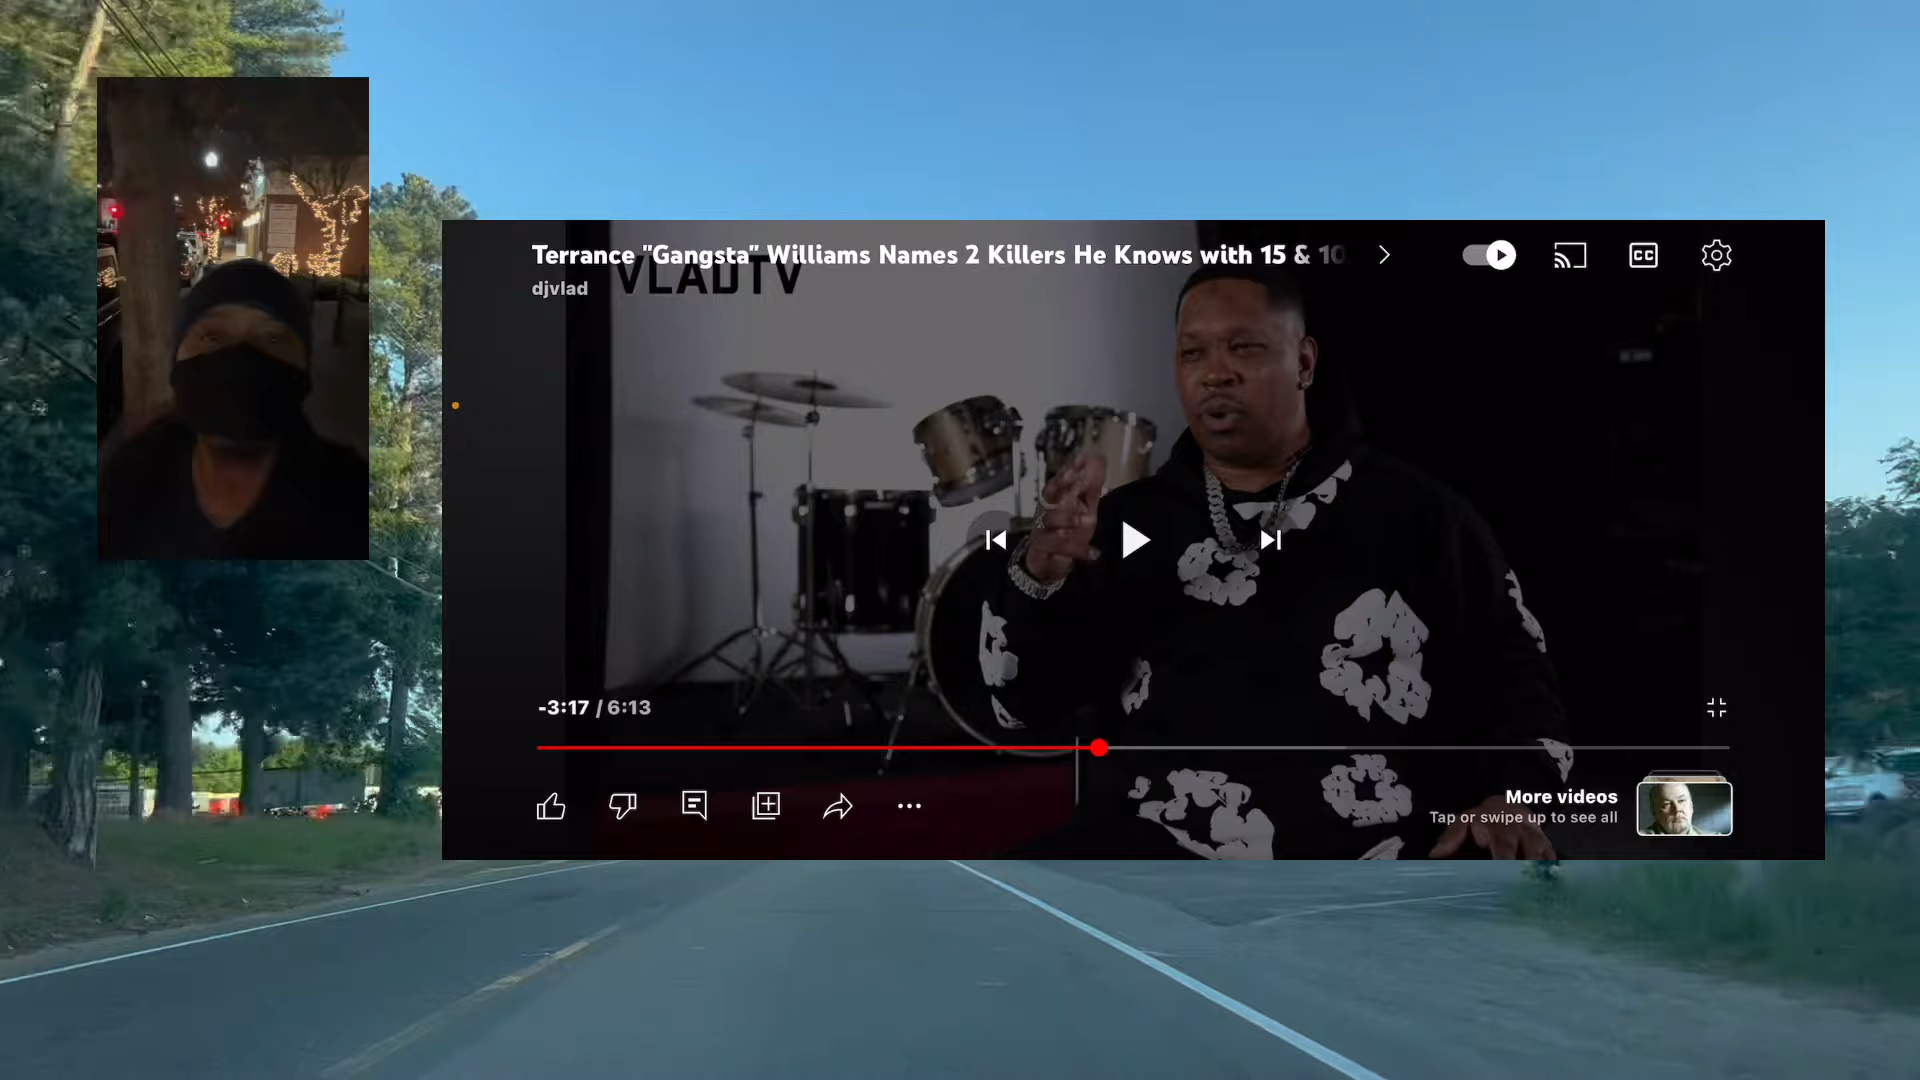 Terrance "Gangsta" Williams Names 2 Killers He Knows with 15 & 10
djvlad
VLADTV
CC
-3:17 / 6:13
More videos
Tap or swipe up to see all